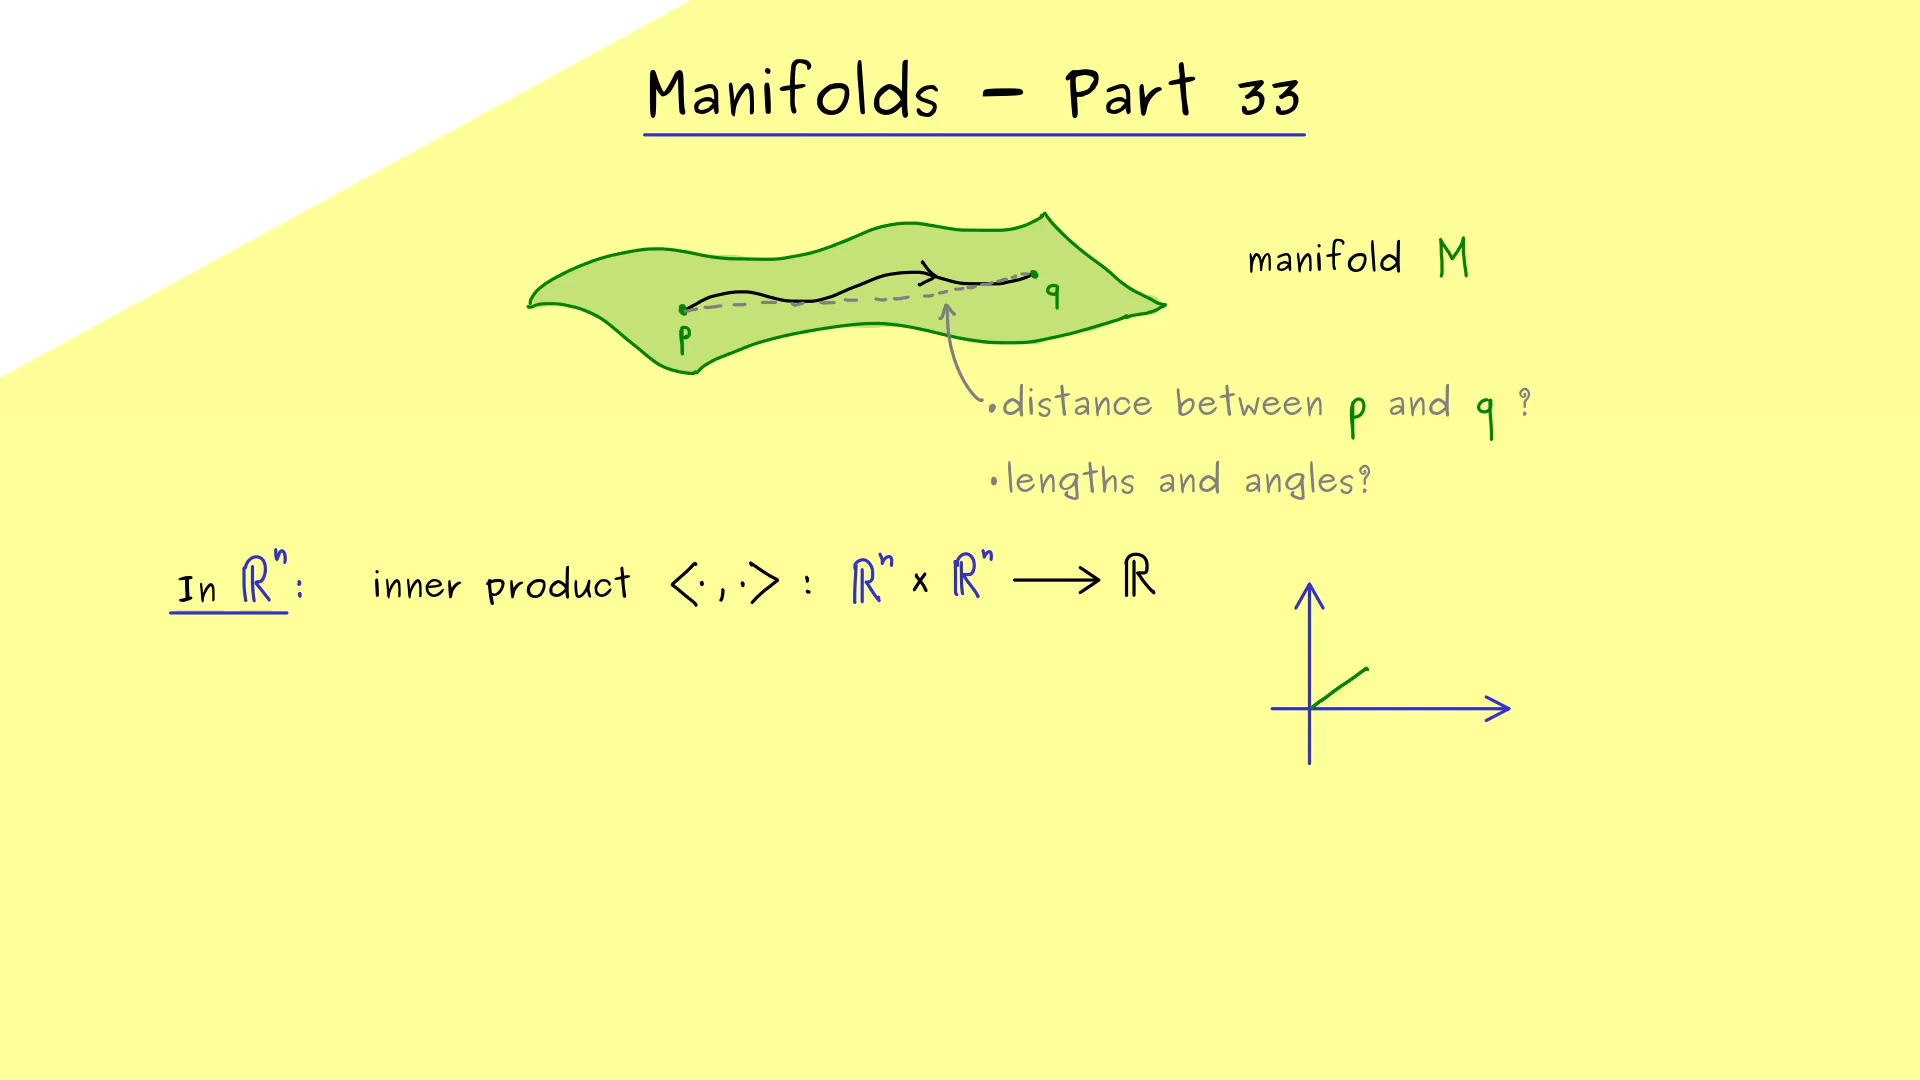 Manifolds – Part 33
manifold M
p
q
• distance between p and q ?
• lengths and angles?
In ℝⁿ: inner product <·,·> : ℝⁿ × ℝⁿ ⟶ ℝ